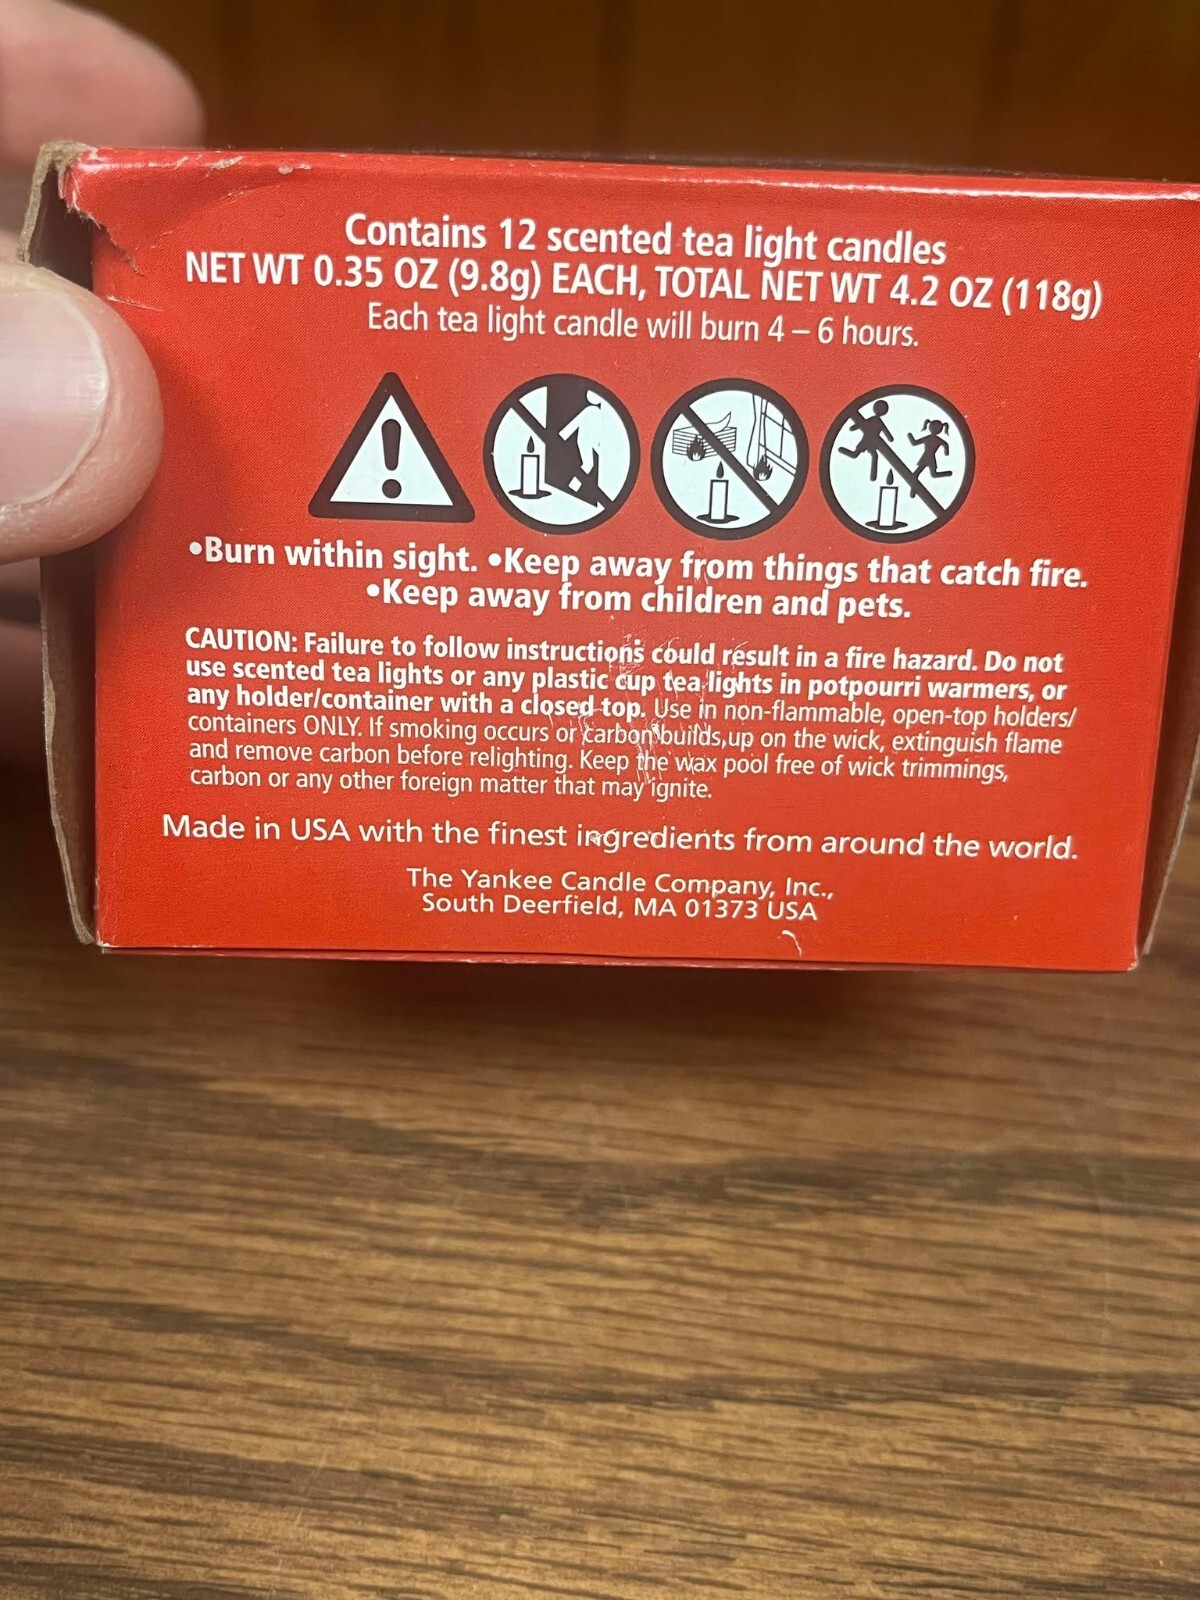 Contains 12 scented tea light candles
NET WT 0.35 OZ (9.8g) EACH, TOTAL NET WT 4.2 OZ (118g)
Each tea light candle will burn 4 – 6 hours.
•Burn within sight. •Keep away from things that catch fire.
•Keep away from children and pets.
CAUTION: Failure to follow instructions could result in a fire hazard. Do not
use scented tea lights or any plastic cup tea lights in potpourri warmers, or
any holder/container with a closed top. Use in non-flammable, open-top holders/
containers ONLY. If smoking occurs or carbon builds up on the wick, extinguish flame
and remove carbon before relighting. Keep the wax pool free of wick trimmings,
carbon or any other foreign matter that may ignite.
Made in USA with the finest ingredients from around the world.
The Yankee Candle Company, Inc.,
South Deerfield, MA 01373 USA